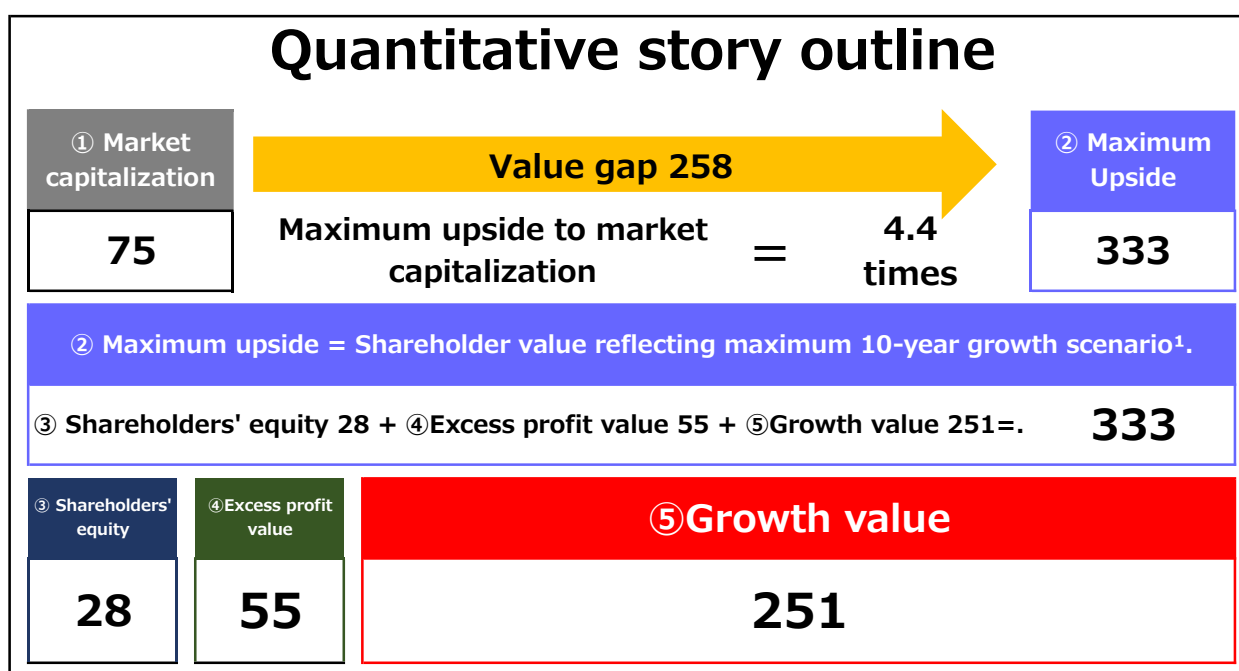 Quantitative story outline
① Market
capitalization
75
Value gap 258
Maximum upside to market
capitalization
=
4.4
times
② Maximum
Upside
333
② Maximum upside = Shareholder value reflecting maximum 10-year growth scenario¹.
③ Shareholders' equity 28 + ④Excess profit value 55 + ⑤Growth value 251=.
333
③ Shareholders'
equity
28
④Excess profit
value
55
⑤Growth value
251